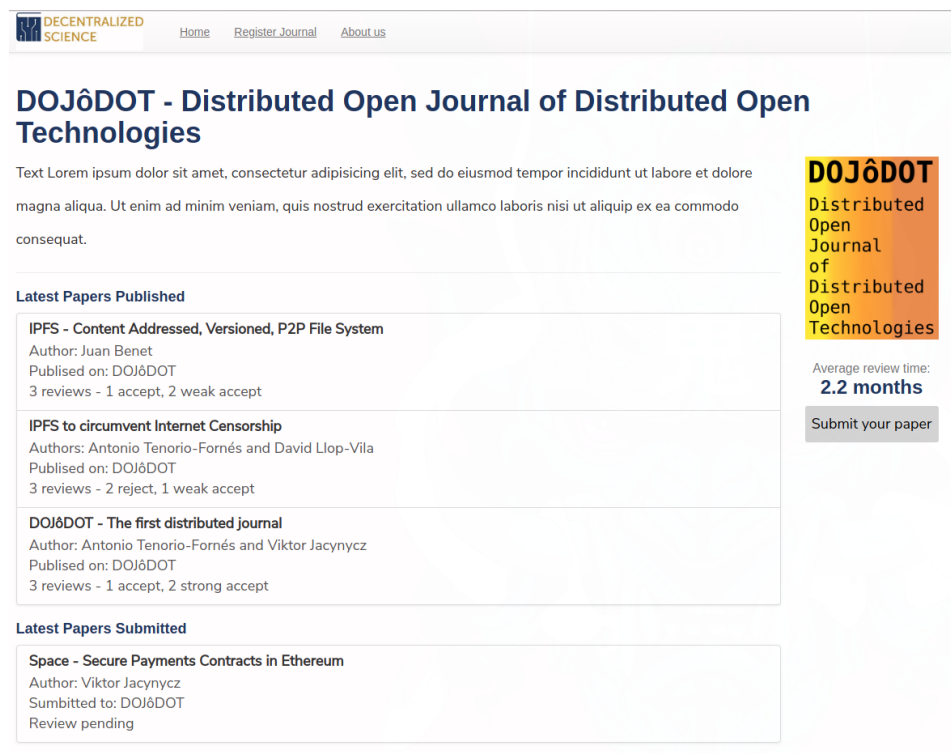 DECENTRALIZED
SCIENCE
Home Register Journal About us
DOJôDOT - Distributed Open Journal of Distributed Open
Technologies
Text Lorem ipsum dolor sit amet, consectetur adipisicing elit, sed do eiusmod tempor incididunt ut labore et dolore
magna aliqua. Ut enim ad minim veniam, quis nostrud exercitation ullamco laboris nisi ut aliquip ex ea commodo
consequat.
Latest Papers Published
IPFS - Content Addressed, Versioned, P2P File System
Author: Juan Benet
Publised on: DOJôDOT
3 reviews - 1 accept, 2 weak accept
IPFS to circumvent Internet Censorship
Authors: Antonio Tenorio-Fornés and David Llop-Vila
Publised on: DOJôDOT
3 reviews - 2 reject, 1 weak accept
DOJôDOT - The first distributed journal
Author: Antonio Tenorio-Fornés and Viktor Jacynycz
Publised on: DOJôDOT
3 reviews - 1 accept, 2 strong accept
Latest Papers Submitted
Space - Secure Payments Contracts in Ethereum
Author: Viktor Jacynycz
Sumbitted to: DOJôDOT
Review pending
DOJôDOT
Distributed
Open
Journal
of
Distributed
Open
Technologies
Average review time:
2.2 months
Submit your paper